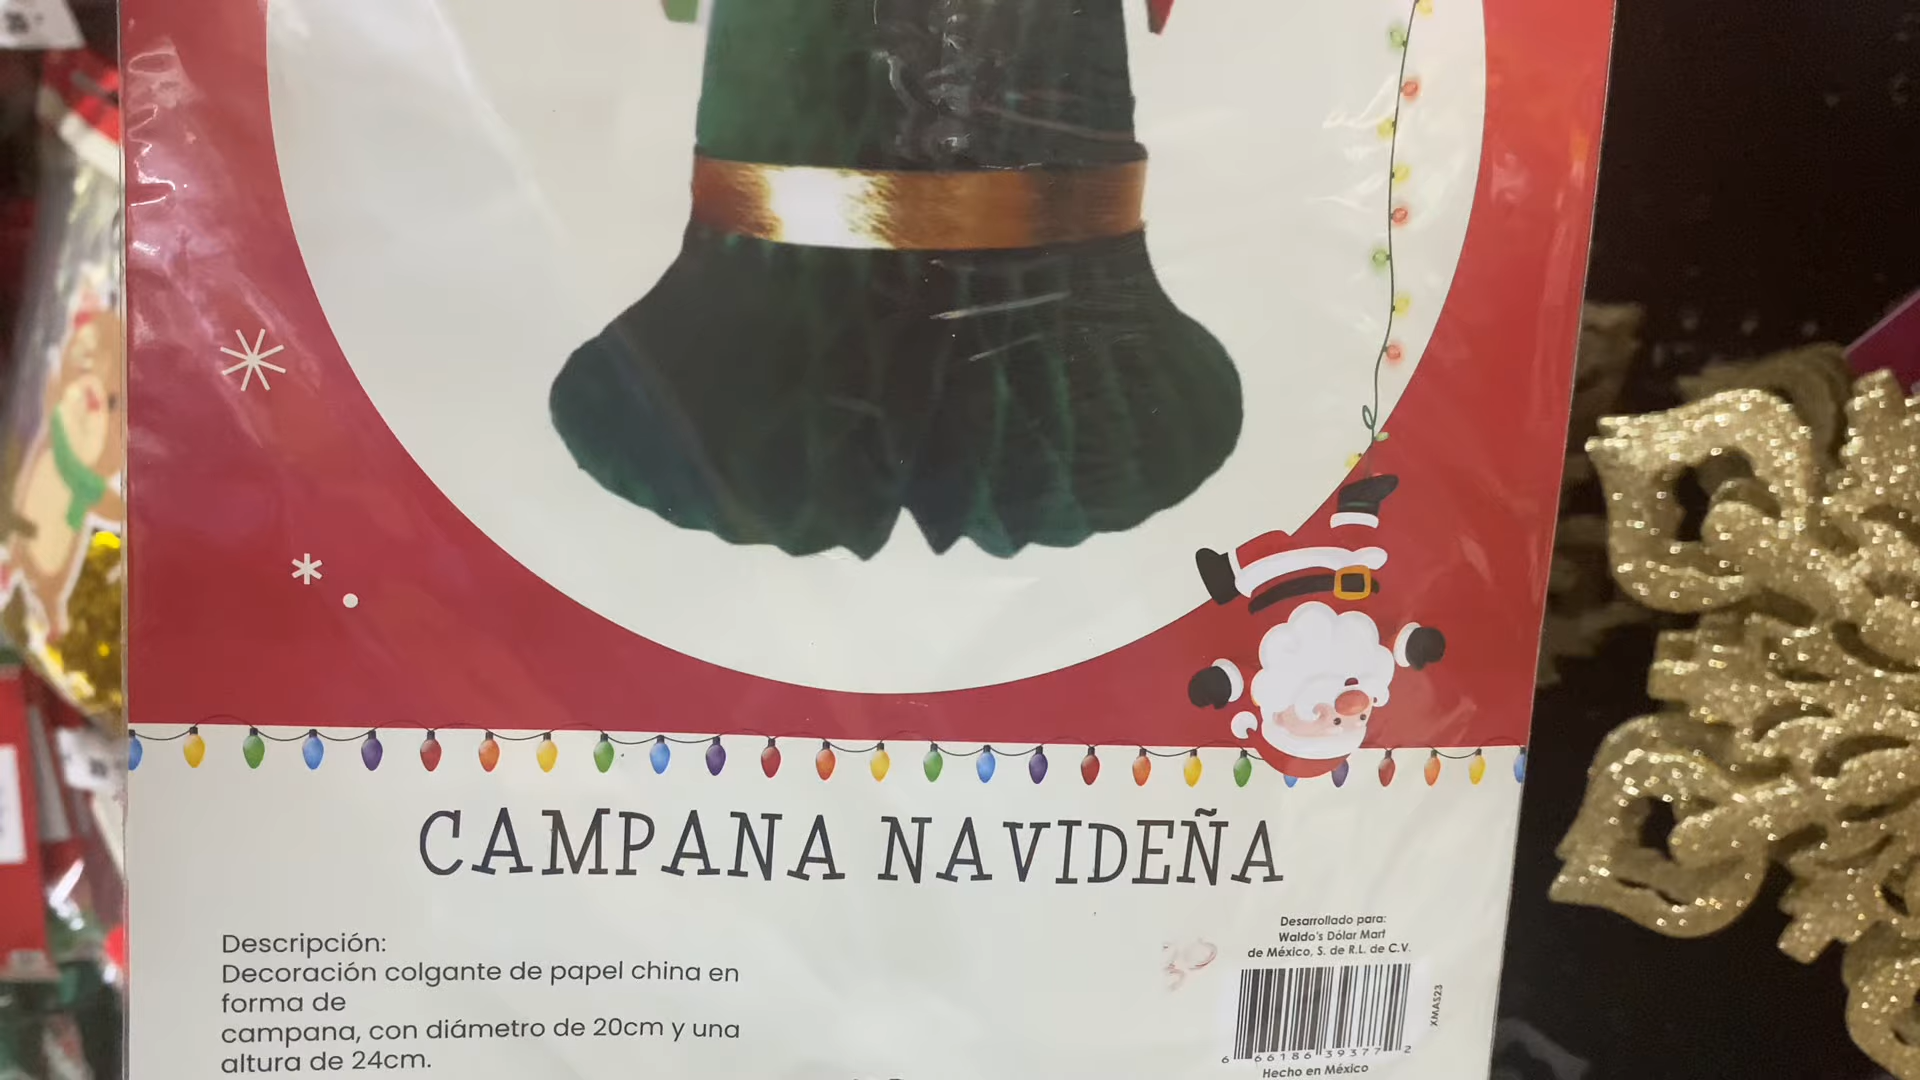 CAMPANA NAVIDEÑA
Descripción:
Decoración colgante de papel china en
forma de
campana, con diámetro de 20cm y una
altura de 24cm.
Desarrollado para:
Waldo's Dólar Mart
de México, S. de R.L. de C.V.
XMAS23
6 66186 39377 2
Hecho en México